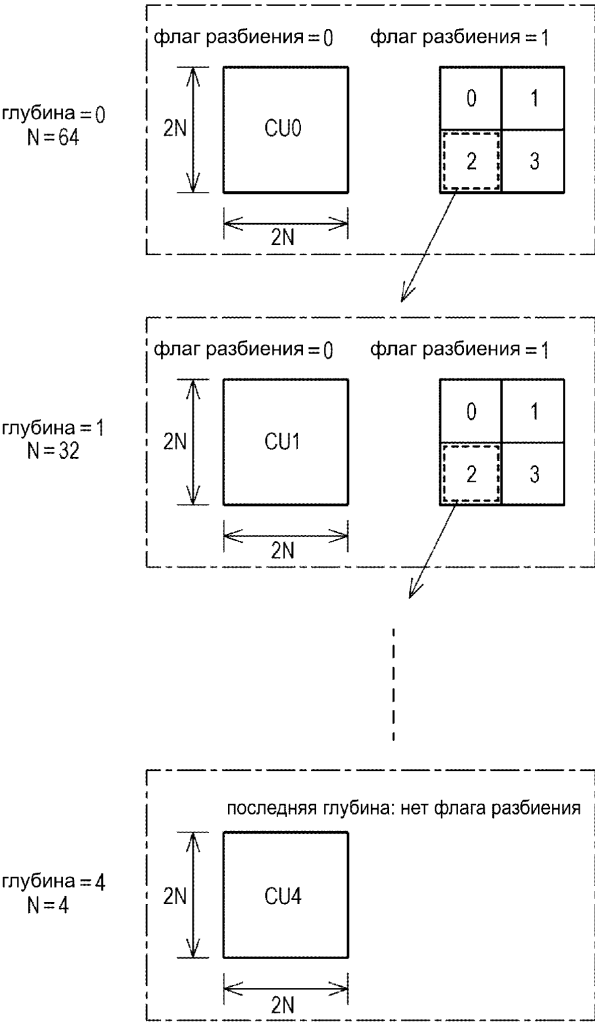 флаг разбиения = 0 флаг разбиения = 1
глубина = 0
N = 64
2N
CU0
0 1
2 3
2N
флаг разбиения = 0 флаг разбиения = 1
глубина = 1
N = 32
2N
CU1
0 1
2 3
2N
последняя глубина: нет флага разбиения
глубина = 4
N = 4
2N
CU4
2N